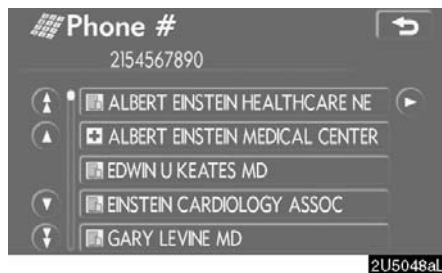 Phone #
2154567890
ALBERT EINSTEIN HEALTHCARE NE
ALBERT EINSTEIN MEDICAL CENTER
EDWIN U KEATES MD
EINSTEIN CARDIOLOGY ASSOC
GARY LEVINE MD
2U5048aL